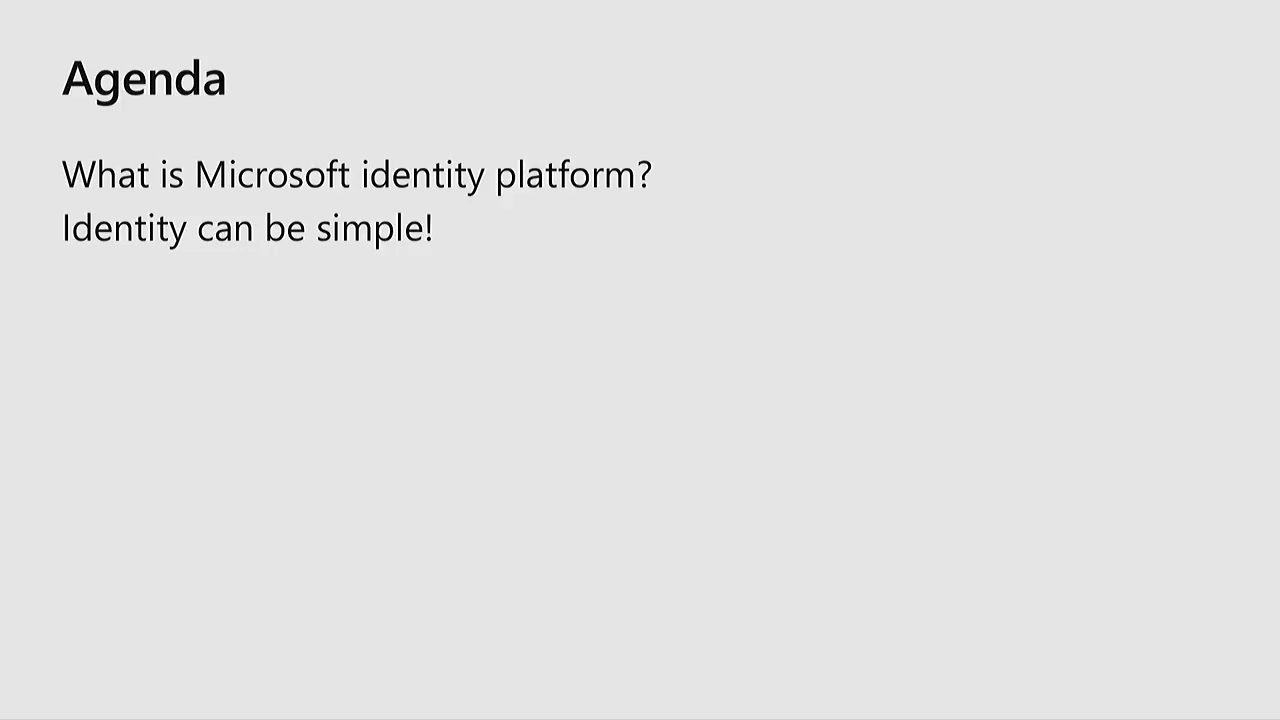 Agenda
What is Microsoft identity platform?
Identity can be simple!